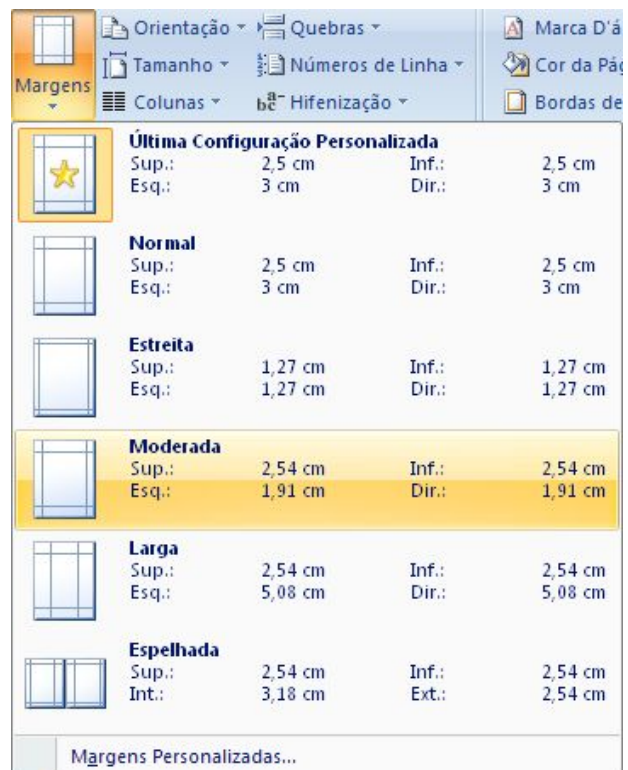 Margens
Orientação
Quebras
Marca D'á
Tamanho
Números de Linha
Cor da Pág
Colunas
Hifenização
Bordas de
Última Configuração Personalizada
Sup.: 2,5 cm Inf.: 2,5 cm
Esq.: 3 cm Dir.: 3 cm
Normal
Sup.: 2,5 cm Inf.: 2,5 cm
Esq.: 3 cm Dir.: 3 cm
Estreita
Sup.: 1,27 cm Inf.: 1,27 cm
Esq.: 1,27 cm Dir.: 1,27 cm
Moderada
Sup.: 2,54 cm Inf.: 2,54 cm
Esq.: 1,91 cm Dir.: 1,91 cm
Larga
Sup.: 2,54 cm Inf.: 2,54 cm
Esq.: 5,08 cm Dir.: 5,08 cm
Espelhada
Sup.: 2,54 cm Inf.: 2,54 cm
Int.: 3,18 cm Ext.: 2,54 cm
Margens Personalizadas...